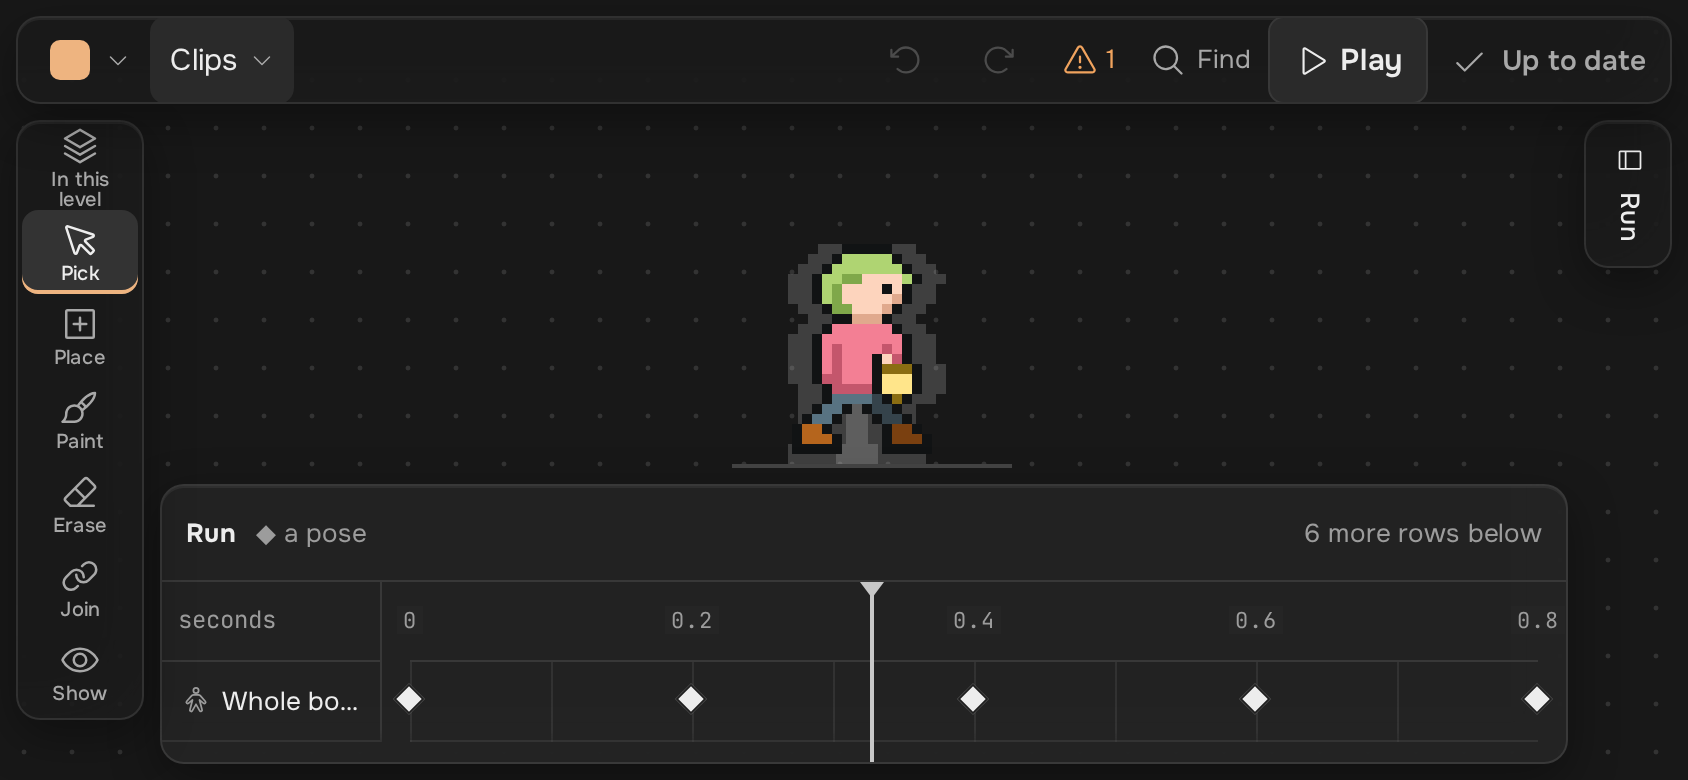 Clips
1
Find
Play
Up to date
In this
level
Pick
Place
Paint
Erase
Join
Show
Run
Run
a pose
6 more rows below
seconds
0
0.2
0.4
0.6
0.8
Whole bo...